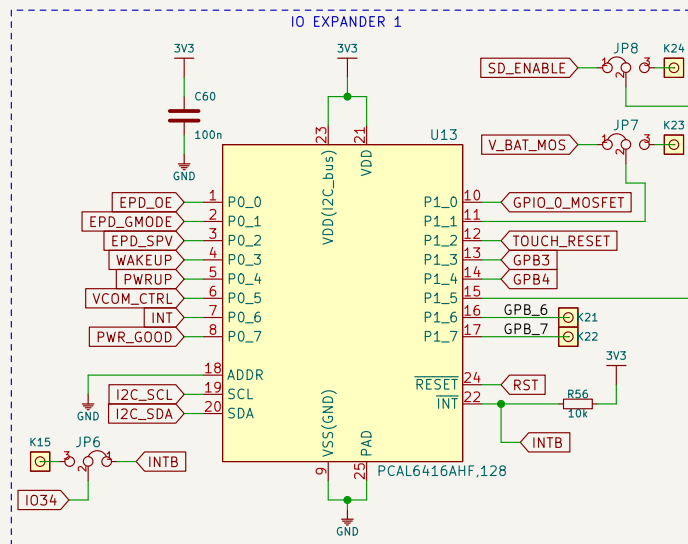 IO EXPANDER 1
3V3
3V3
JP8
K24
SD_ENABLE
1
2
3
C60
100n
GND
23
21
U13
JP7
K23
V_BAT_MOS
1
2
3
VDD(I2C_bus)
VDD
EPD_OE
1
P0_0
P1_0
10
GPIO_0_MOSFET
EPD_GMODE
2
P0_1
P1_1
11
EPD_SPV
3
P0_2
P1_2
12
TOUCH_RESET
WAKEUP
4
P0_3
P1_3
13
GPB3
PWRUP
5
P0_4
P1_4
14
GPB4
VCOM_CTRL
6
P0_5
P1_5
15
INT
7
P0_6
P1_6
16
GPB_6
K21
PWR_GOOD
8
P0_7
P1_7
17
GPB_7
K22
18
ADDR
3V3
GND
I2C_SCL
19
SCL
RESET
24
RST
I2C_SDA
20
SDA
INT
22
R56
10k
VSS(GND)
PAD
INTB
K15
JP6
3
2
1
INTB
9
25
PCAL6416AHF,128
IO34
GND